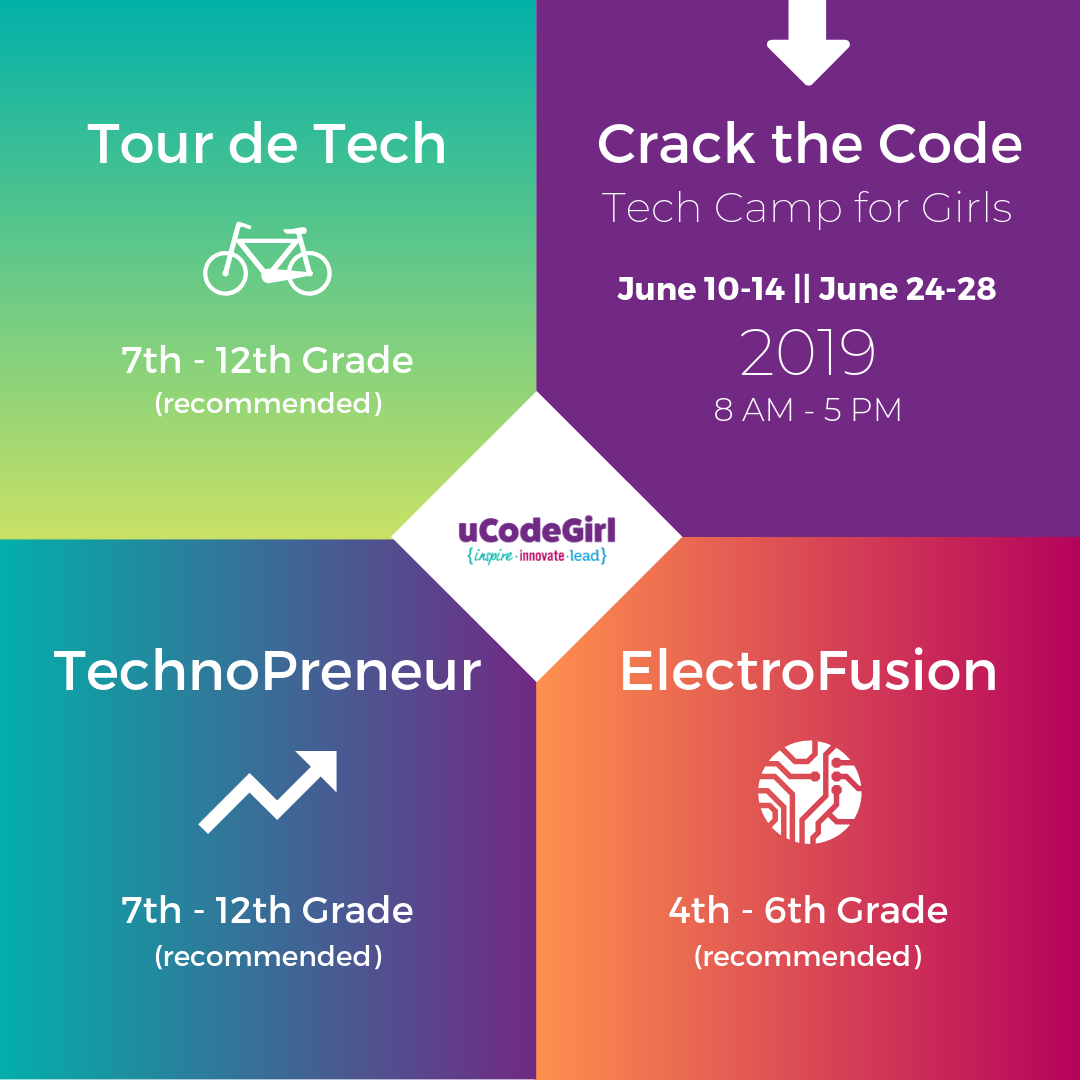 Tour de Tech
7th - 12th Grade
(recommended)
Crack the Code
Tech Camp for Girls
June 10-14 || June 24-28
2019
8 AM - 5 PM
uCodeGirl
{inspire·innovate·lead}
TechnoPreneur
7th - 12th Grade
(recommended)
ElectroFusion
4th - 6th Grade
(recommended)